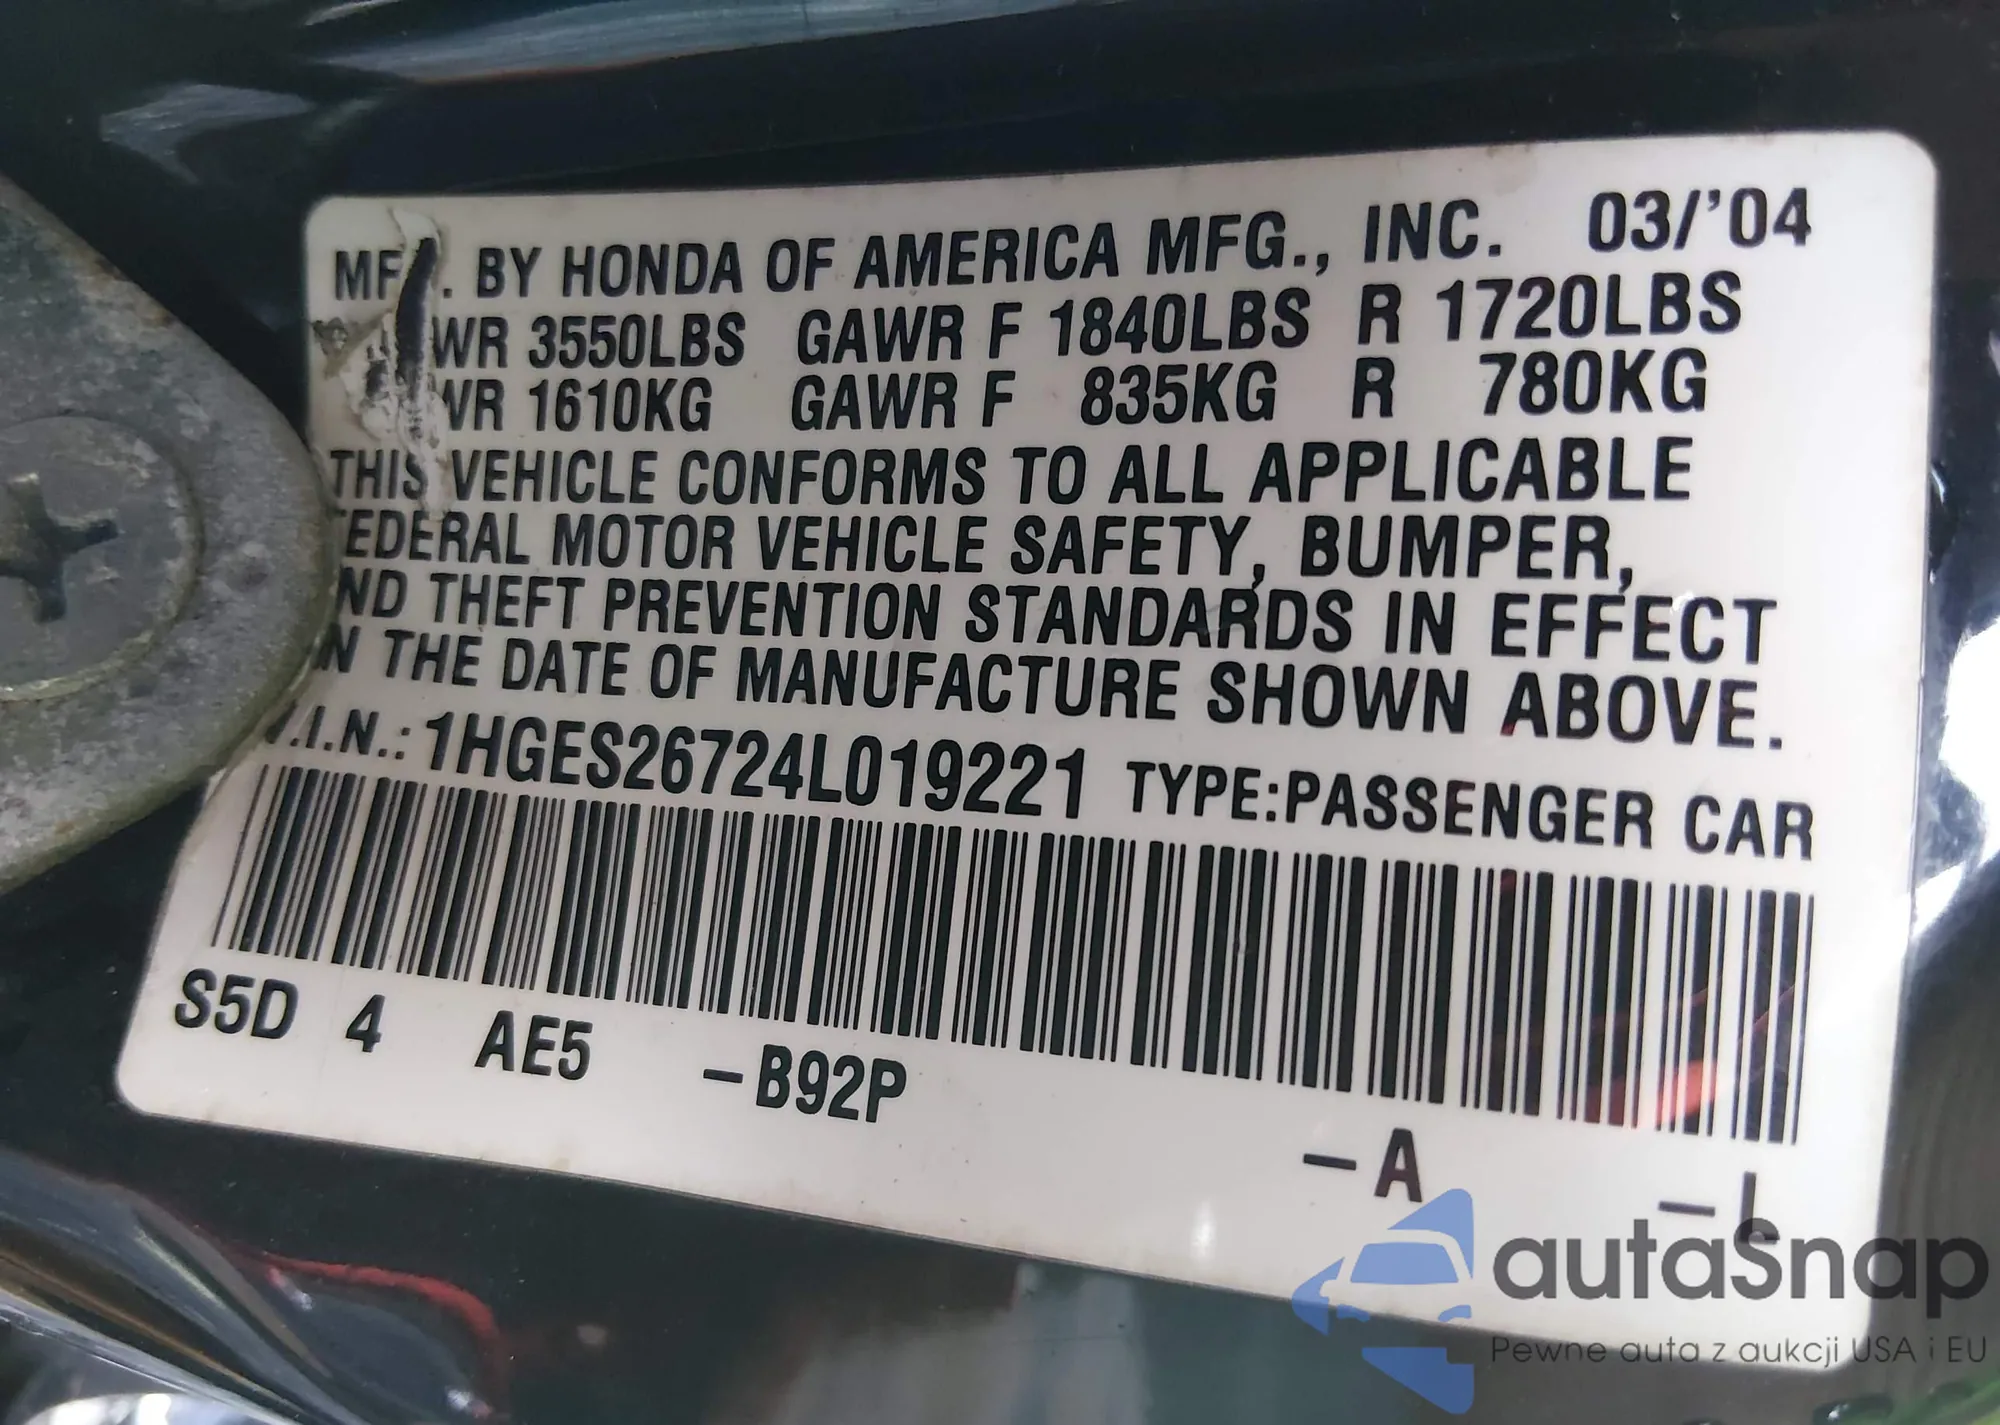 MFG. BY HONDA OF AMERICA MFG., INC. 03/'04
WR 3550LBS GAWR F 1840LBS R 1720LBS
WR 1610KG GAWR F 835KG R 780KG
THIS VEHICLE CONFORMS TO ALL APPLICABLE
FEDERAL MOTOR VEHICLE SAFETY, BUMPER,
ND THEFT PREVENTION STANDARDS IN EFFECT
N THE DATE OF MANUFACTURE SHOWN ABOVE.
V.I.N.: 1HGES26724L019221 TYPE:PASSENGER CAR
S5D 4 AE5 –B92P –A –L
autaSnap
Pewne auta z aukcji USA i EU